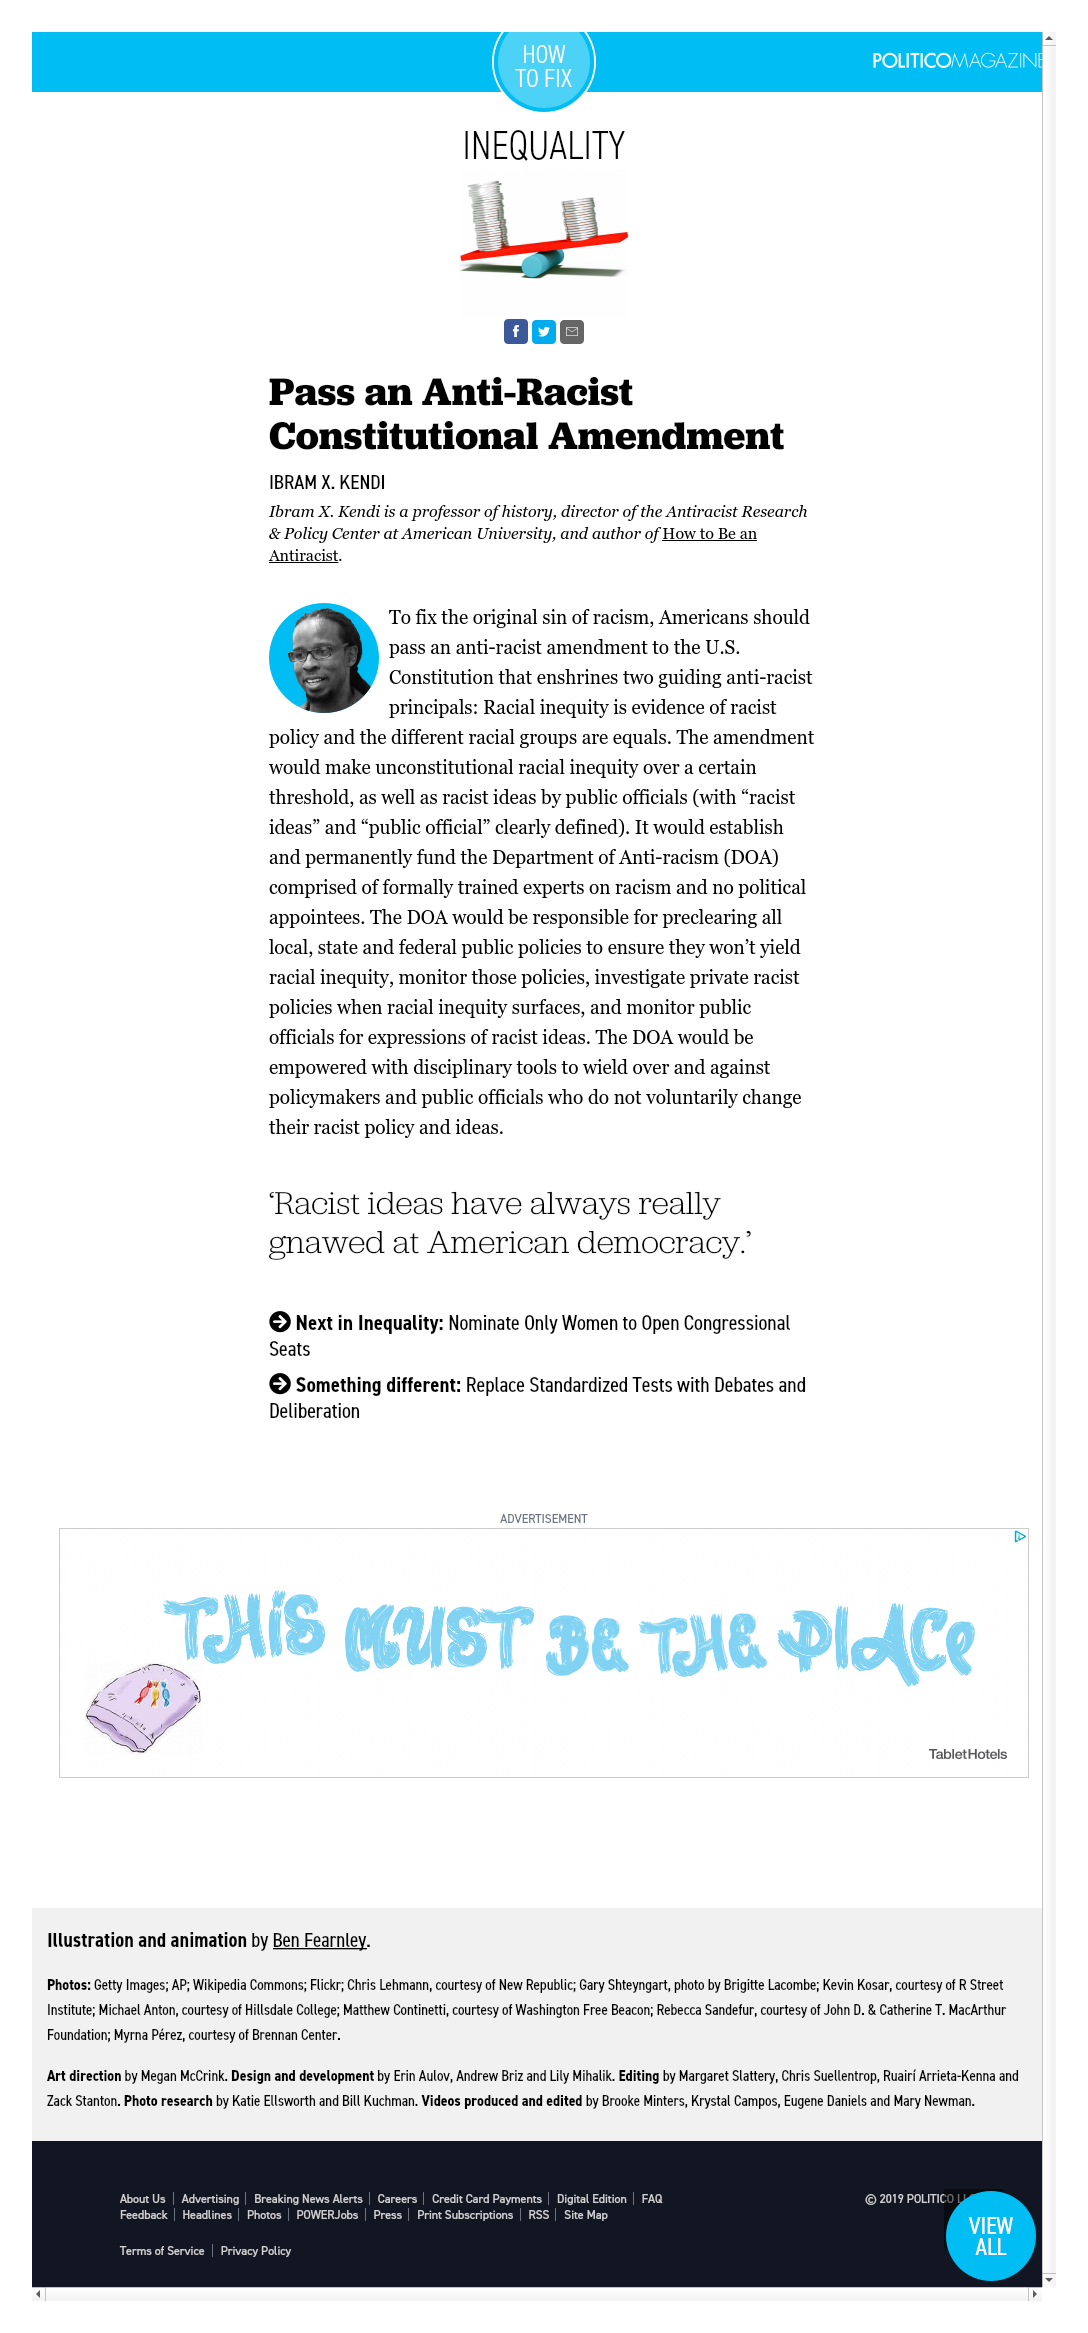 HOW
TO FIX
POLITICOMAGAZINE
INEQUALITY
Pass an Anti-Racist
Constitutional Amendment
IBRAM X. KENDI
Ibram X. Kendi is a professor of history, director of the Antiracist Research
& Policy Center at American University, and author of How to Be an
Antiracist.
To fix the original sin of racism, Americans should
pass an anti-racist amendment to the U.S.
Constitution that enshrines two guiding anti-racist
principals: Racial inequity is evidence of racist
policy and the different racial groups are equals. The amendment
would make unconstitutional racial inequity over a certain
threshold, as well as racist ideas by public officials (with “racist
ideas” and “public official” clearly defined). It would establish
and permanently fund the Department of Anti-racism (DOA)
comprised of formally trained experts on racism and no political
appointees. The DOA would be responsible for preclearing all
local, state and federal public policies to ensure they won’t yield
racial inequity, monitor those policies, investigate private racist
policies when racial inequity surfaces, and monitor public
officials for expressions of racist ideas. The DOA would be
empowered with disciplinary tools to wield over and against
policymakers and public officials who do not voluntarily change
their racist policy and ideas.
‘Racist ideas have always really
gnawed at American democracy.’
Next in Inequality: Nominate Only Women to Open Congressional
Seats
Something different: Replace Standardized Tests with Debates and
Deliberation
ADVERTISEMENT
THIS MUST BE THE PLACE
TabletHotels
Illustration and animation by Ben Fearnley.
Photos: Getty Images; AP; Wikipedia Commons; Flickr; Chris Lehmann, courtesy of New Republic; Gary Shteyngart, photo by Brigitte Lacombe; Kevin Kosar, courtesy of R Street
Institute; Michael Anton, courtesy of Hillsdale College; Matthew Continetti, courtesy of Washington Free Beacon; Rebecca Sandefur, courtesy of John D. & Catherine T. MacArthur
Foundation; Myrna Pérez, courtesy of Brennan Center.
Art direction by Megan McCrink. Design and development by Erin Aulov, Andrew Briz and Lily Mihalik. Editing by Margaret Slattery, Chris Suellentrop, Ruairí Arrieta-Kenna and
Zack Stanton. Photo research by Katie Ellsworth and Bill Kuchman. Videos produced and edited by Brooke Minters, Krystal Campos, Eugene Daniels and Mary Newman.
About Us | Advertising | Breaking News Alerts | Careers | Credit Card Payments | Digital Edition | FAQ
Feedback | Headlines | Photos | POWERJobs | Press | Print Subscriptions | RSS | Site Map
Terms of Service | Privacy Policy
© 2019 POLITICO
VIEW
ALL